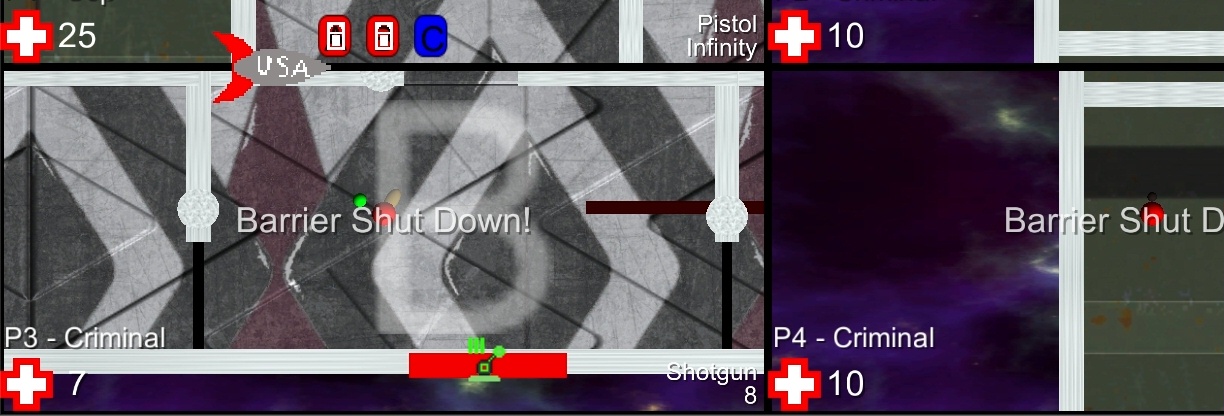 25
C
Pistol
Infinity
10
USA
B
Barrier Shut Down!
Barrier Shut D
P3 - Criminal
7
Shotgun
8
P4 - Criminal
10